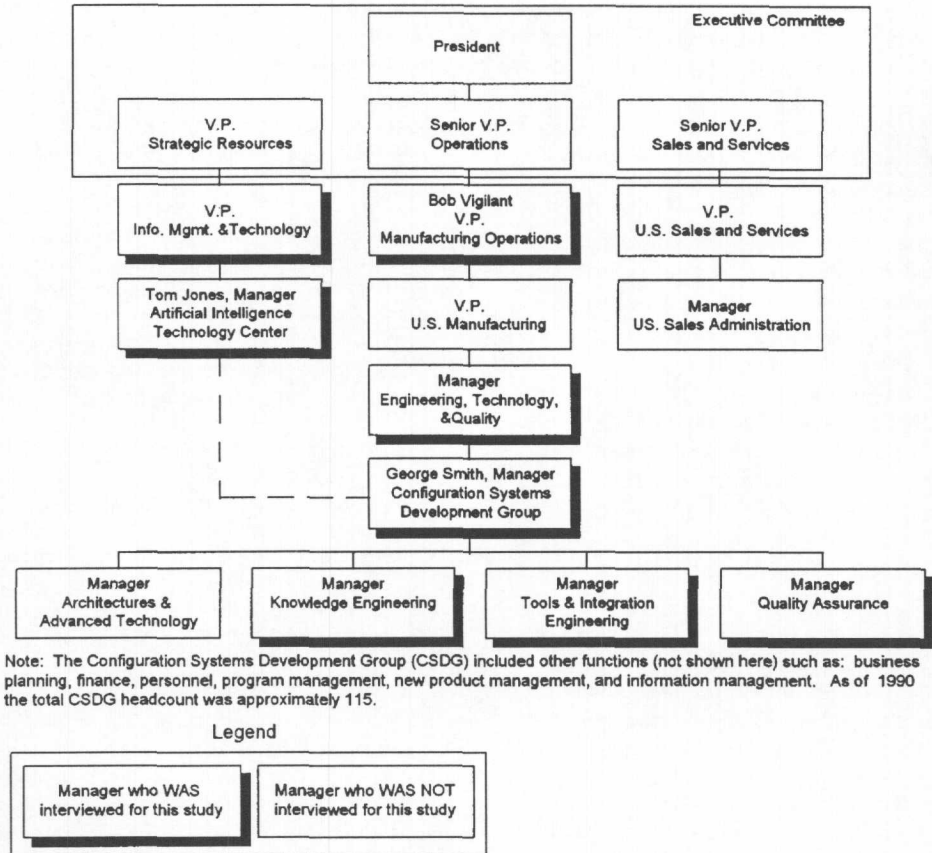 Executive Committee
President
V.P.
Strategic Resources
Senior V.P.
Operations
Senior V.P.
Sales and Services
V.P.
Info. Mgmt. &Technology
Bob Vigilant
V.P.
Manufacturing Operations
V.P.
U.S. Sales and Services
Tom Jones, Manager
Artificial Intelligence
Technology Center
V.P.
U.S. Manufacturing
Manager
US. Sales Administration
Manager
Engineering, Technology,
&Quality
George Smith, Manager
Configuration Systems
Development Group
Manager
Architectures &
Advanced Technology
Manager
Knowledge Engineering
Manager
Tools & Integration
Engineering
Manager
Quality Assurance
Note: The Configuration Systems Development Group (CSDG) included other functions (not shown here) such as: business
planning, finance, personnel, program management, new product management, and information management. As of 1990
the total CSDG headcount was approximately 115.
Legend
Manager who WAS
interviewed for this study
Manager who WAS NOT
interviewed for this study